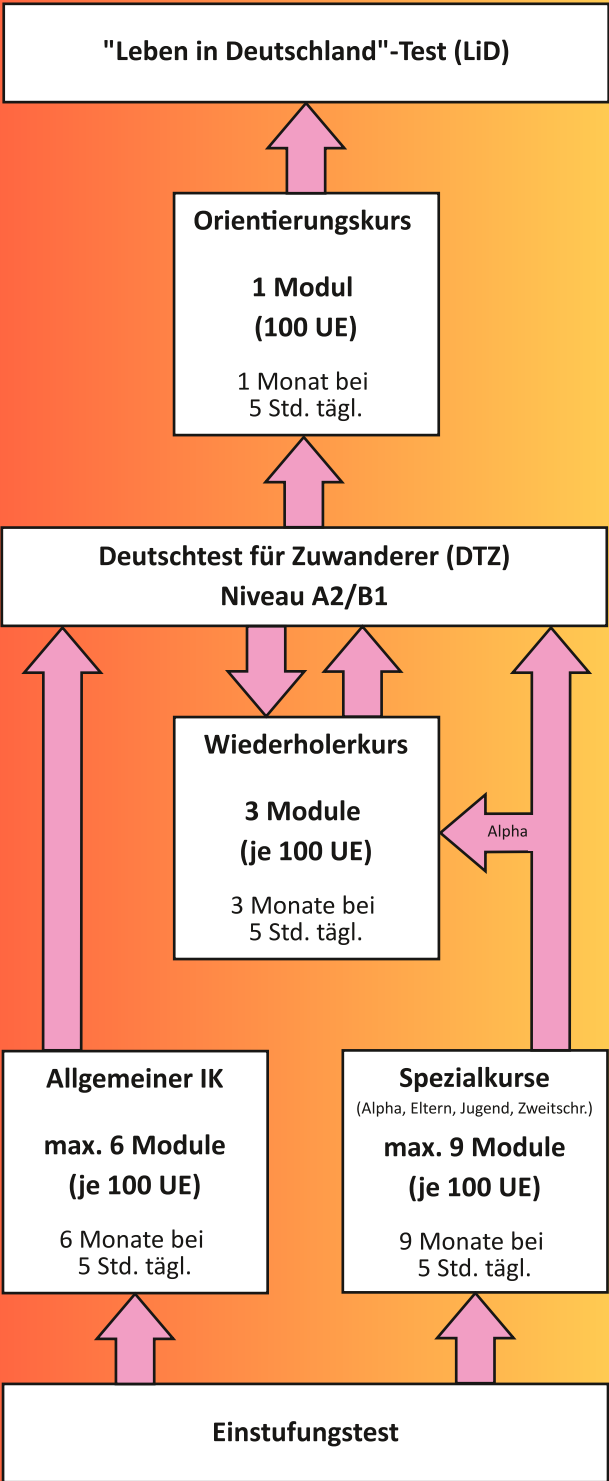 "Leben in Deutschland"-Test (LiD)
Orientierungskurs
1 Modul
(100 UE)
1 Monat bei
5 Std. tägl.
Deutschtest für Zuwanderer (DTZ)
Niveau A2/B1
Wiederholerkurs
3 Module
(je 100 UE)
3 Monate bei
5 Std. tägl.
Alpha
Allgemeiner IK
max. 6 Module
(je 100 UE)
6 Monate bei
5 Std. tägl.
Spezialkurse
(Alpha, Eltern, Jugend, Zweitschr.)
max. 9 Module
(je 100 UE)
9 Monate bei
5 Std. tägl.
Einstufungstest